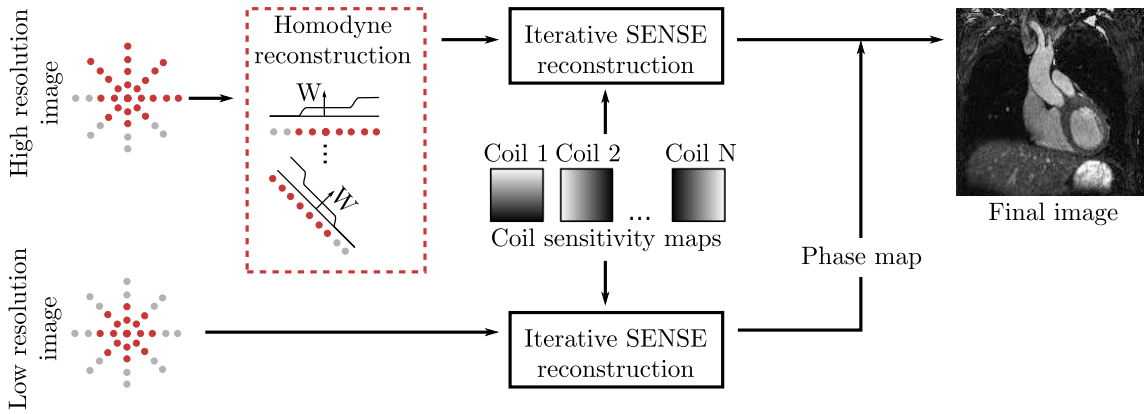 High resolution
image
Homodyne
reconstruction
W
...
W
Iterative SENSE
reconstruction
Coil 1 Coil 2 Coil N
...
Coil sensitivity maps
Final image
Phase map
Low resolution
image
Iterative SENSE
reconstruction